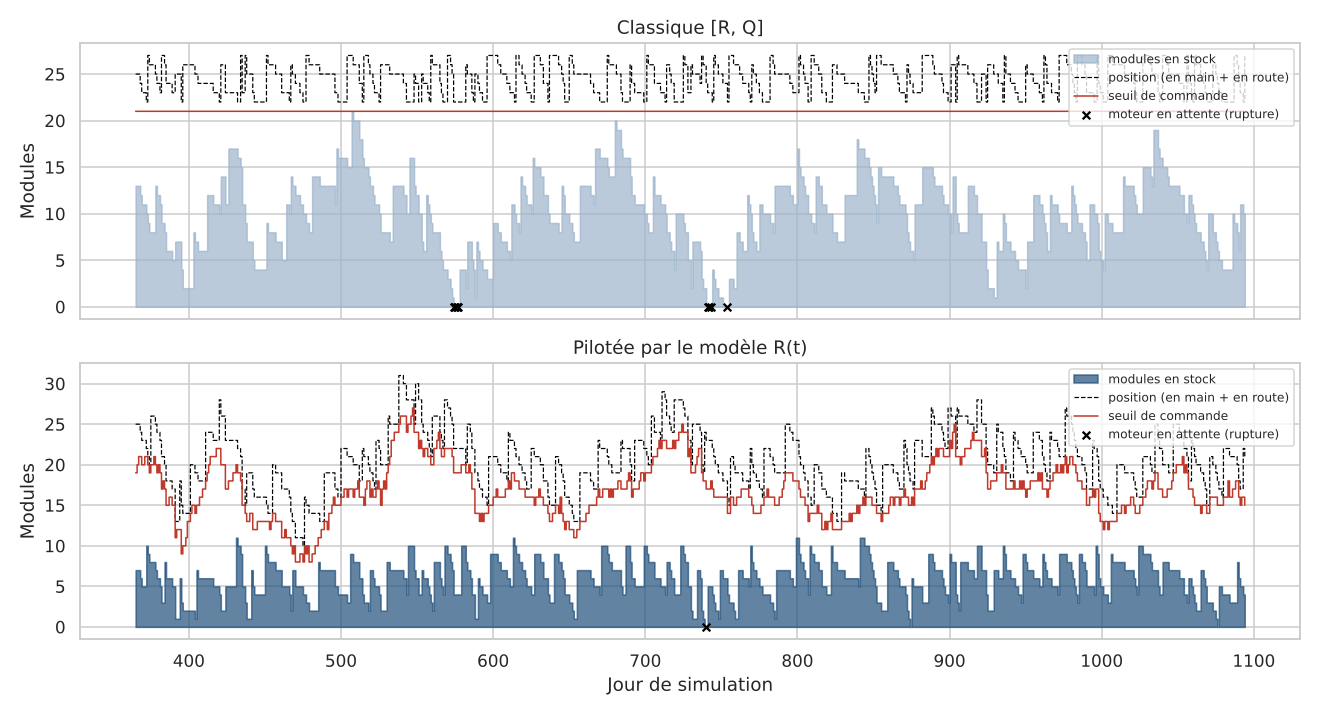 Classique [R, Q]
Modules
25
20
15
10
5
0
modules en stock
position (en main + en route)
seuil de commande
moteur en attente (rupture)
Pilotée par le modèle R(t)
Modules
30
25
20
15
10
5
0
modules en stock
position (en main + en route)
seuil de commande
moteur en attente (rupture)
400 500 600 700 800 900 1000 1100
Jour de simulation